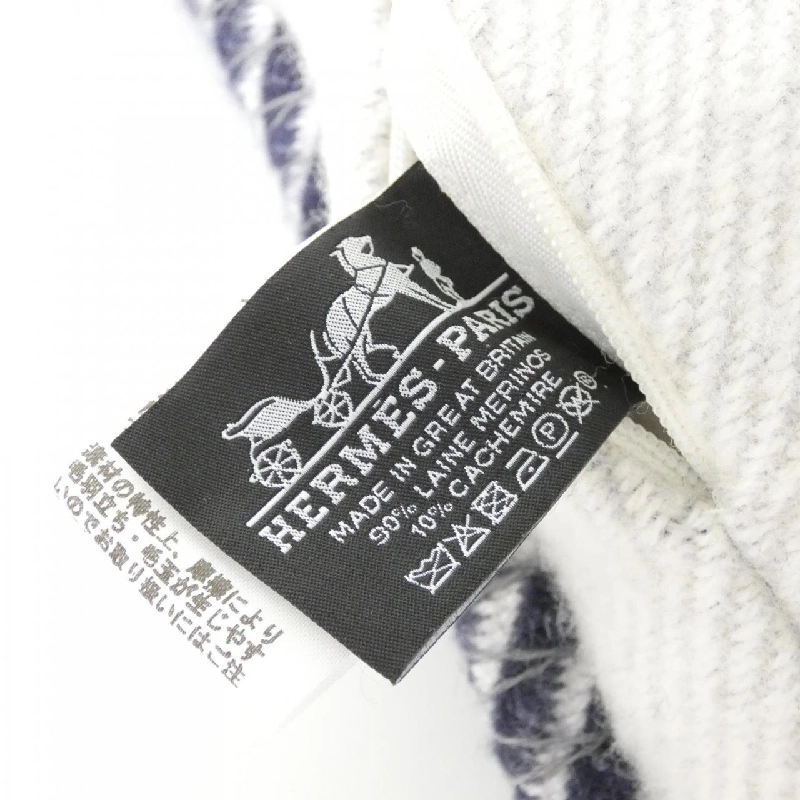 HERMES-PARIS
MADE IN GREAT BRITAIN
90% LAINE MERINOS
10% CACHEMIRE
P
素材の特性上、摩擦により
毛羽立ち・毛玉が生じやす
いのでお取り扱いにはご注